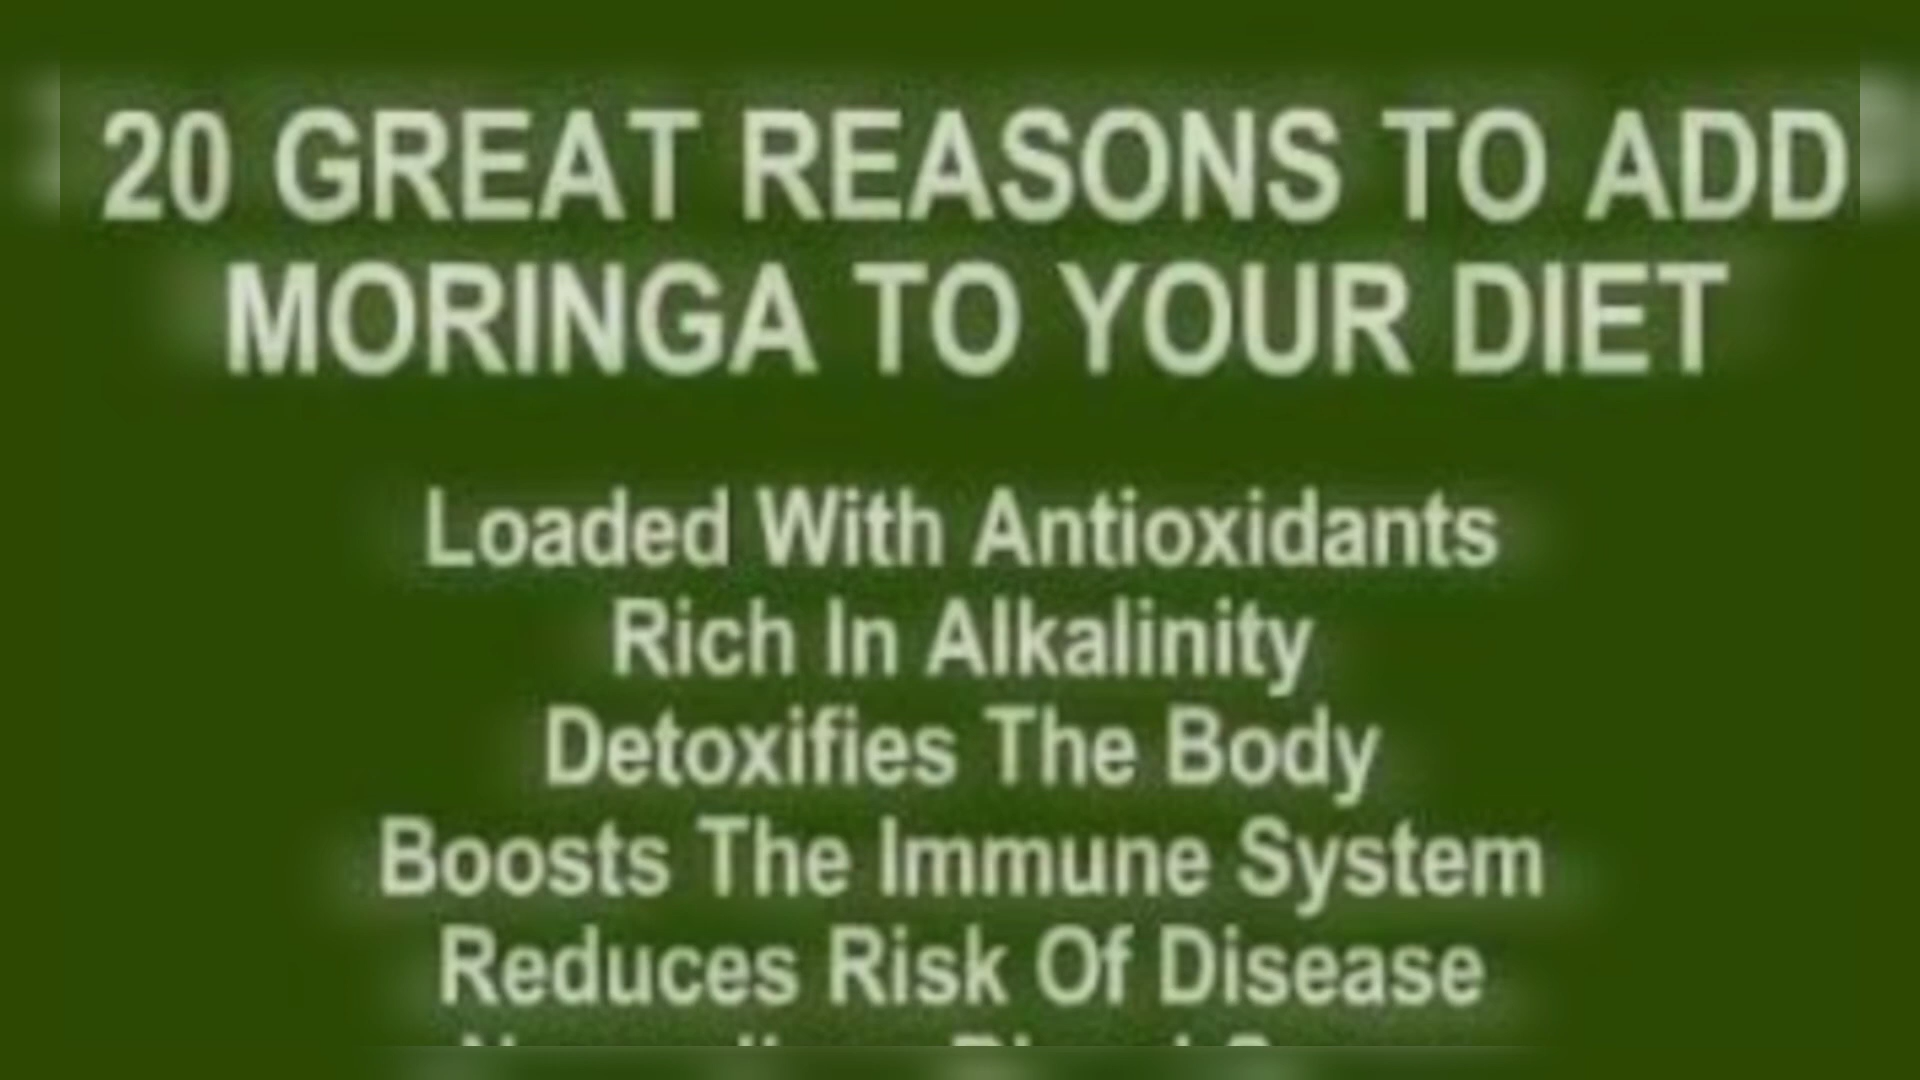 20 GREAT REASONS TO ADD
MORINGA TO YOUR DIET
Loaded With Antioxidants
Rich In Alkalinity
Detoxifies The Body
Boosts The Immune System
Reduces Risk Of Disease